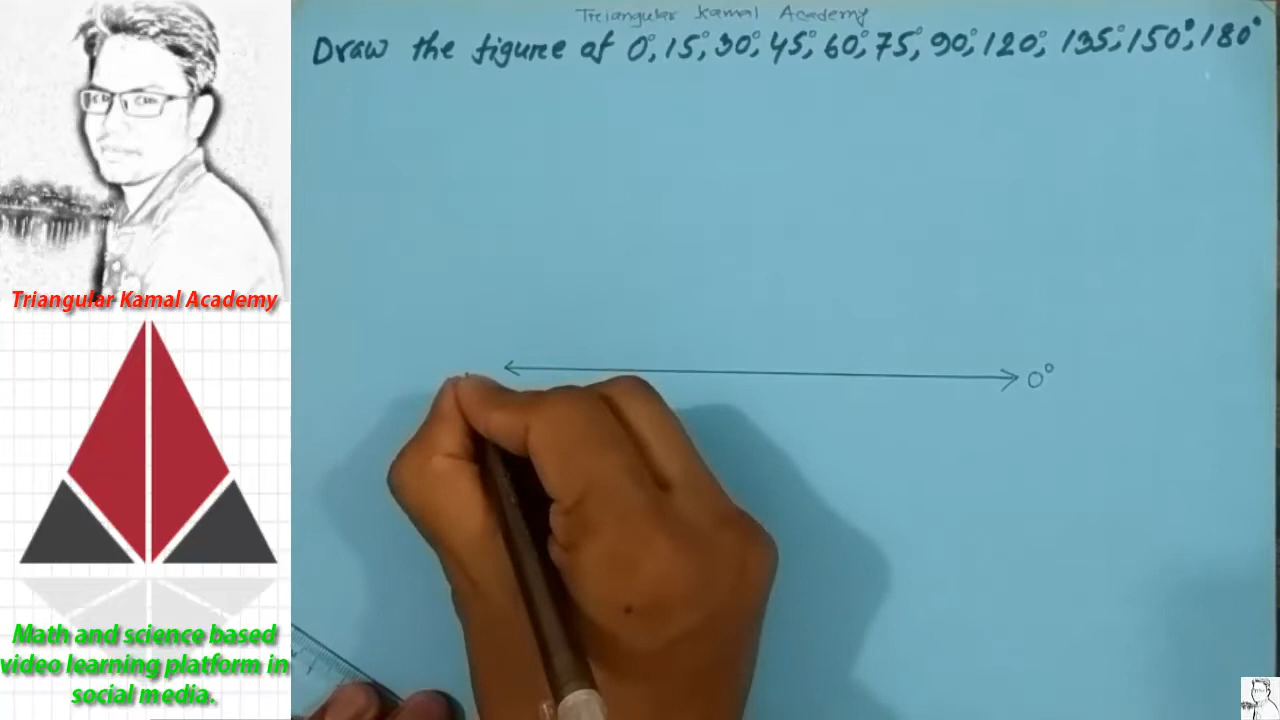 Treiangular Kamal Academy
Draw the figure of 0°, 15°, 30°, 45°, 60°, 75°, 90°, 120°, 135°, 150°, 180°
Triangular Kamal Academy
0°
Math and science based
video learning platform in
social media.